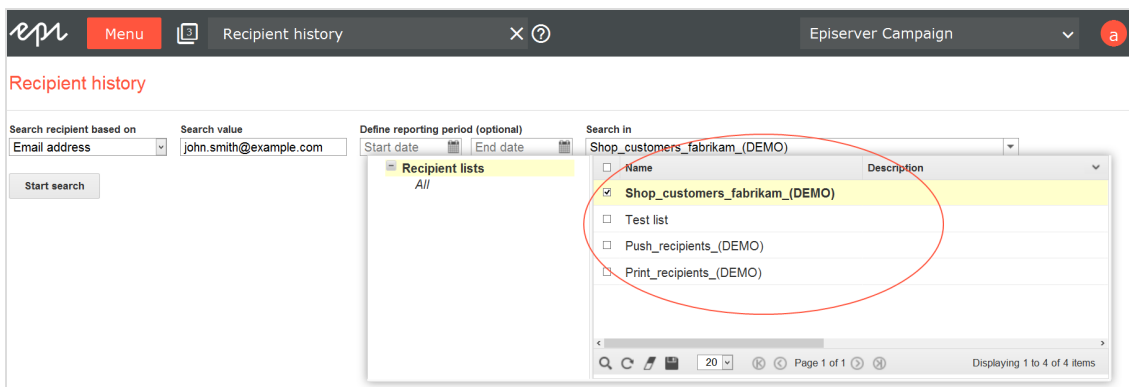 epi Menu 3 Recipient history Episerver Campaign a
Recipient history
Search recipient based on Search value Define reporting period (optional) Search in
Email address john.smith@example.com Start date End date Shop_customers_fabrikam_(DEMO)
Start search
Recipient lists
All
Name Description
Shop_customers_fabrikam_(DEMO)
Test list
Push_recipients_(DEMO)
Print_recipients_(DEMO)
20 Page 1 of 1 Displaying 1 to 4 of 4 items